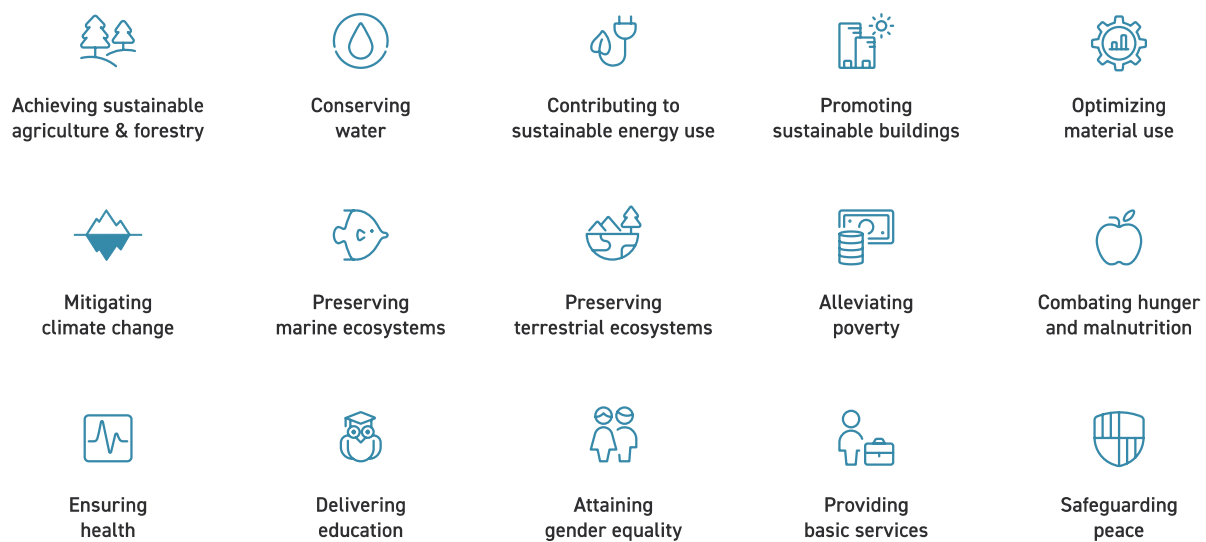 Achieving sustainable
agriculture & forestry
Conserving
water
Contributing to
sustainable energy use
Promoting
sustainable buildings
Optimizing
material use
Mitigating
climate change
Preserving
marine ecosystems
Preserving
terrestrial ecosystems
Alleviating
poverty
Combating hunger
and malnutrition
Ensuring
health
Delivering
education
Attaining
gender equality
Providing
basic services
Safeguarding
peace